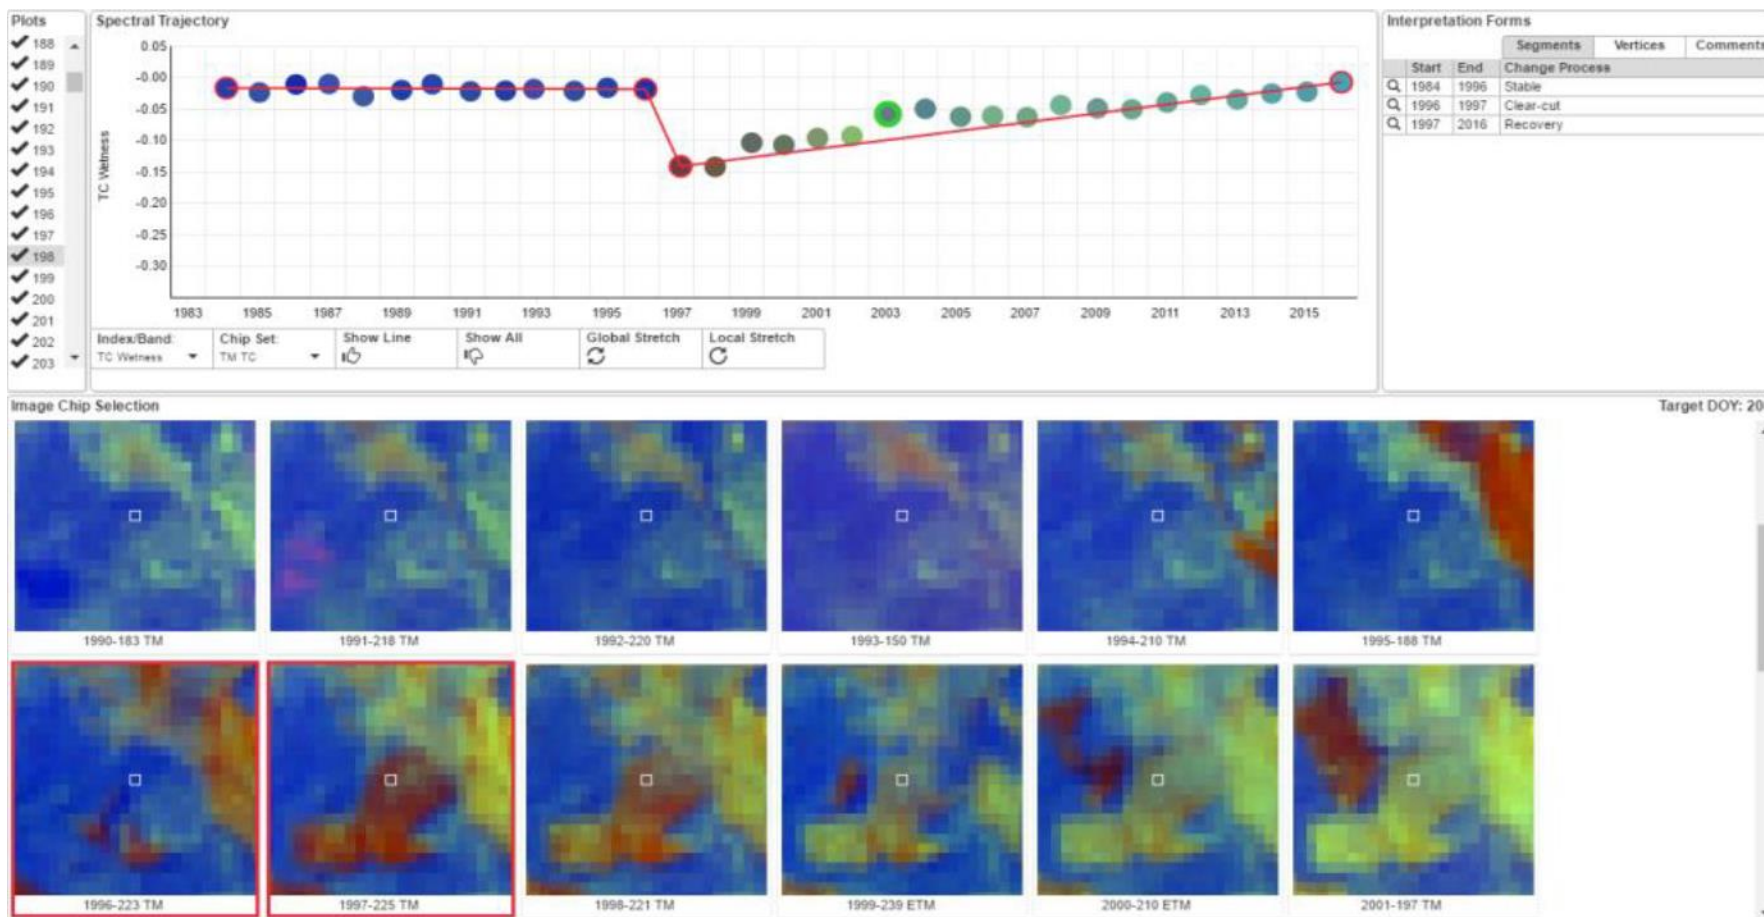 Plots
188
189
190
191
192
193
194
195
196
197
198
199
200
201
202
203
Spectral Trajectory
TC Wetness
0.05
-0.00
-0.05
-0.10
-0.15
-0.20
-0.25
-0.30
1983 1985 1987 1989 1991 1993 1995 1997 1999 2001 2003 2005 2007 2009 2011 2013 2015
Index/Band: Chip Set: Show Line Show All Global Stretch Local Stretch
TC Wetness TM TC
Interpretation Forms
Segments Vertices Comments
Start End Change Process
1984 1996 Stable
1996 1997 Clear-cut
1997 2016 Recovery
Image Chip Selection Target DOY: 20
1990-183 TM 1991-218 TM 1992-220 TM 1993-150 TM 1994-210 TM 1995-188 TM
1996-223 TM 1997-225 TM 1998-221 TM 1999-239 ETM 2000-210 ETM 2001-197 TM